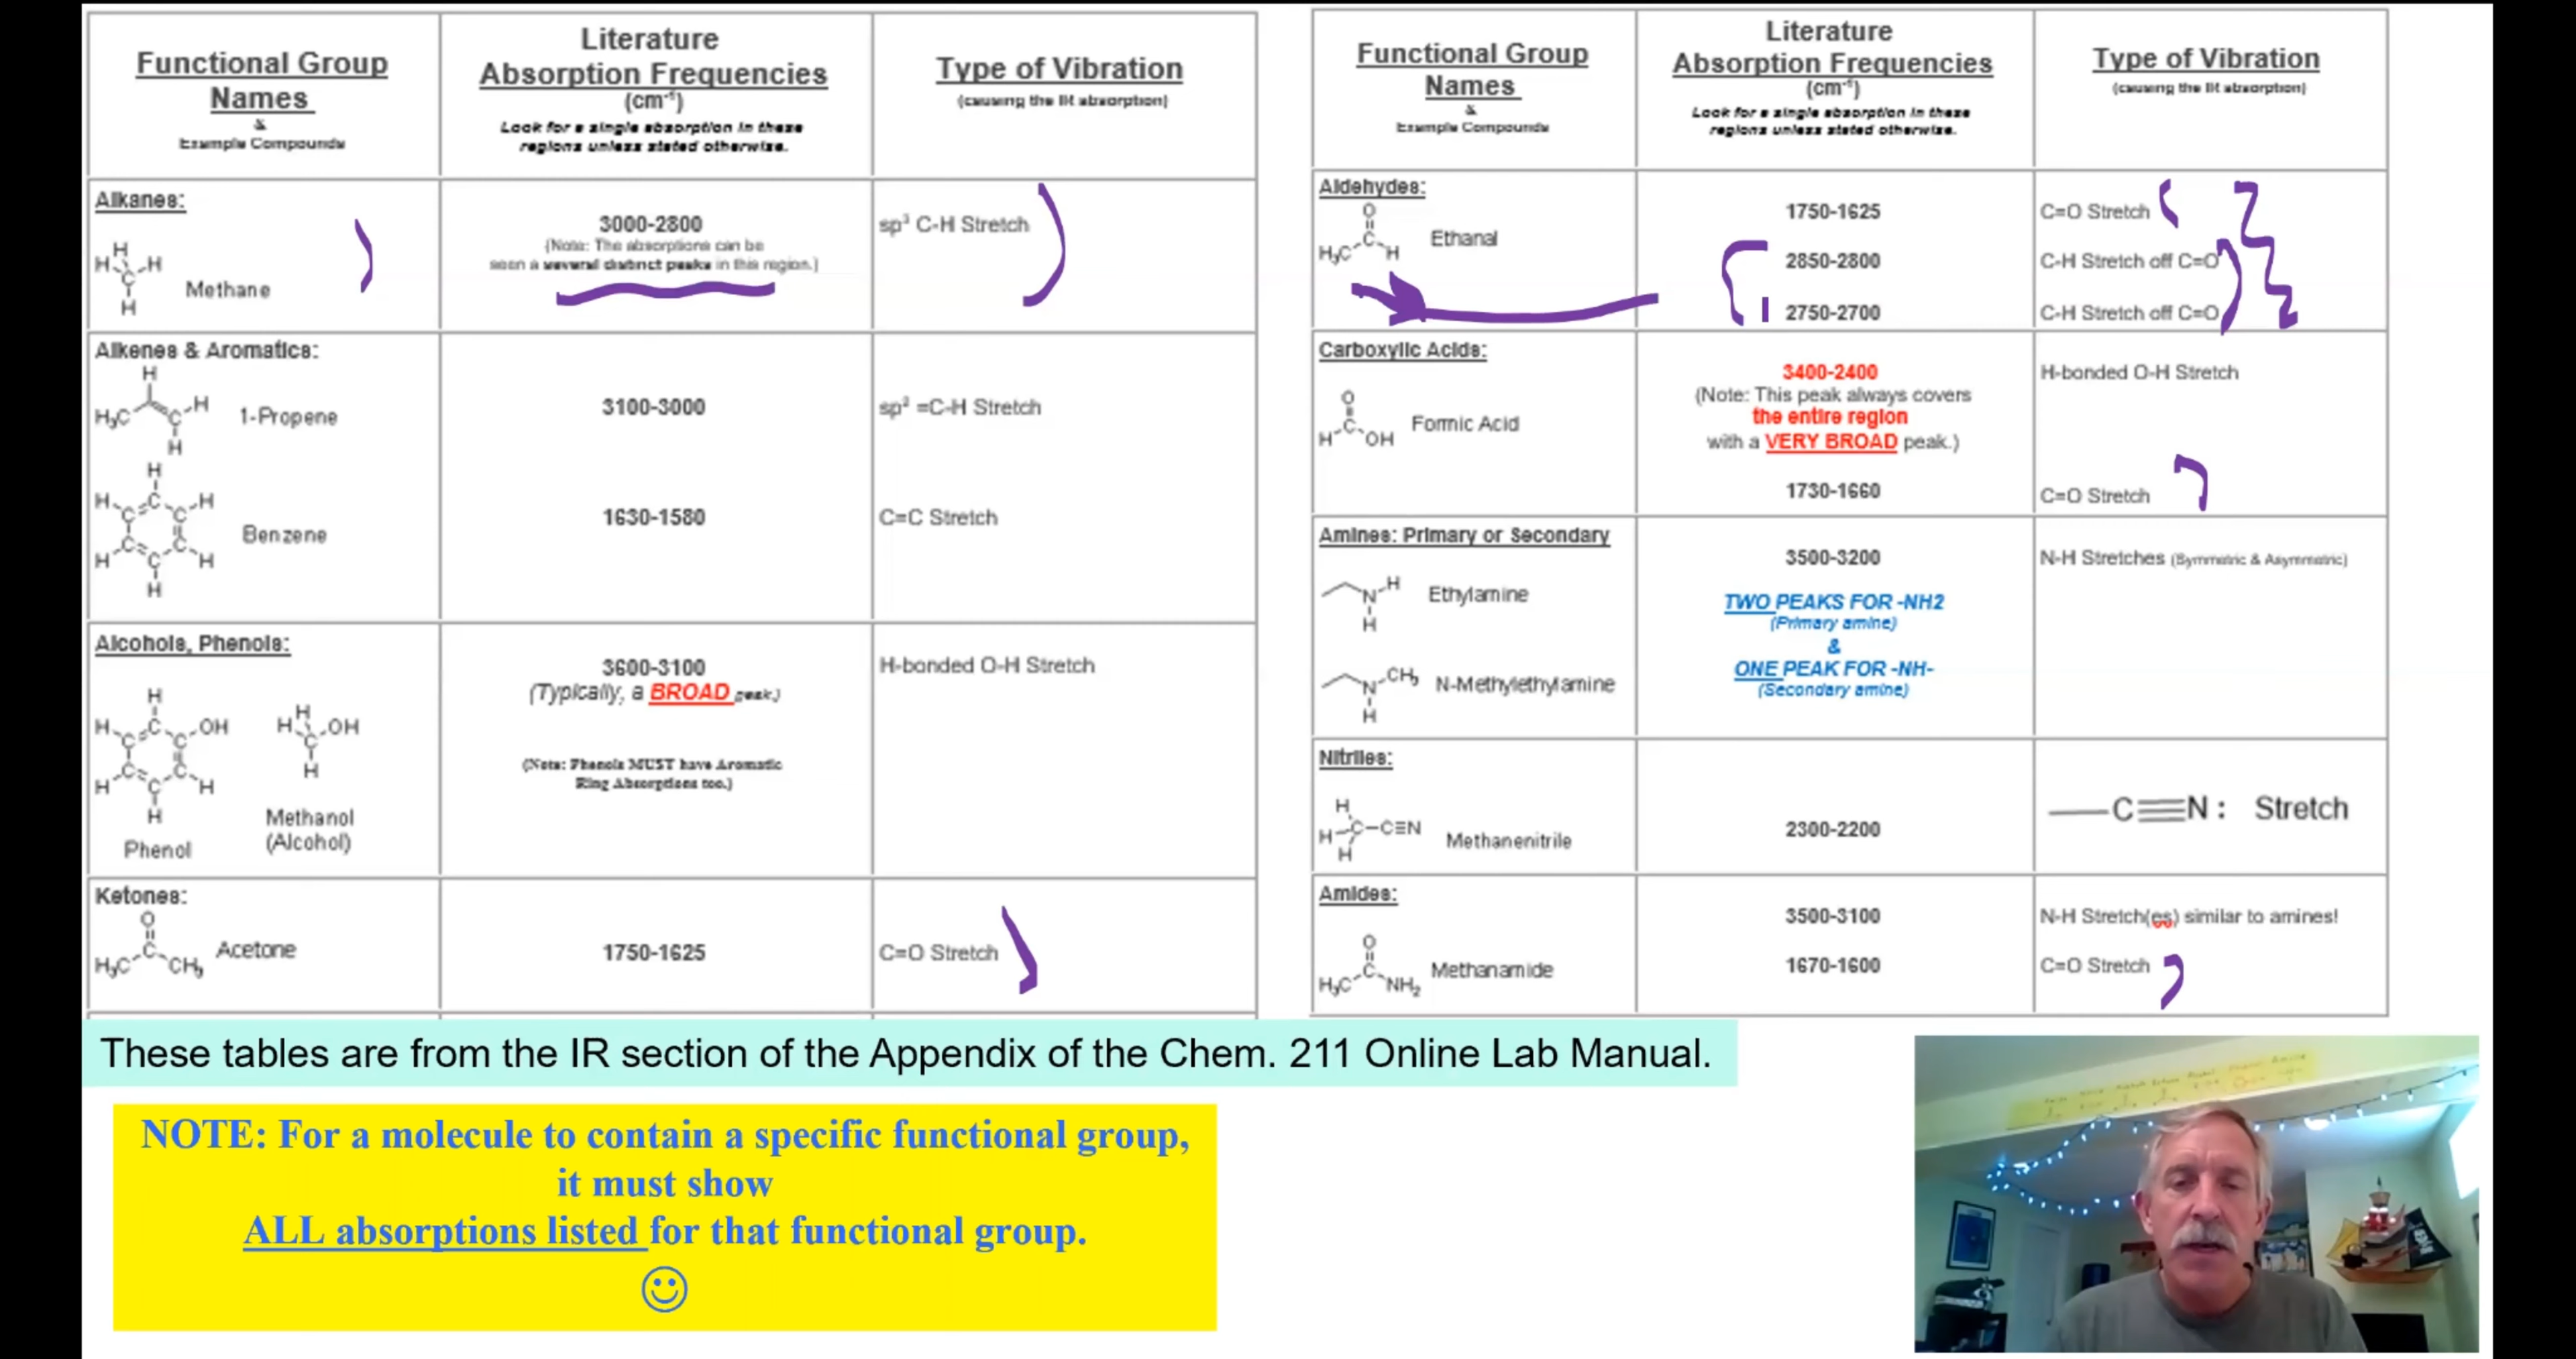 Functional Group
Names
&
Example Compounds
Literature
Absorption Frequencies
(cm⁻¹)
Look for a single absorption in these
regions unless stated otherwise.
Type of Vibration
(causing the IR absorption)
Alkanes:
H
H C H
H
Methane
3000-2800
(Note: The absorptions can be
seen a several distinct peaks in this region.)
sp³ C-H Stretch
Alkenes & Aromatics:
H
H₃C C H
H
1-Propene
3100-3000
sp² =C-H Stretch
H
H C H
C C
C C
H C H
H
Benzene
1630-1580
C=C Stretch
Alcohols, Phenols:
H
H C OH
C C
C C
H C H
H
Phenol
H
H C OH
H
Methanol
(Alcohol)
3600-3100
(Typically, a BROAD peak.)
(Note: Phenols MUST have Aromatic
Ring Absorptions too.)
H-bonded O-H Stretch
Ketones:
O
H₃C C CH₃
Acetone
1750-1625
C=O Stretch
Functional Group
Names
&
Example Compounds
Literature
Absorption Frequencies
(cm⁻¹)
Look for a single absorption in these
regions unless stated otherwise.
Type of Vibration
(causing the IR absorption)
Aldehydes:
O
H₃C C H
Ethanal
1750-1625
C=O Stretch
2850-2800
C-H Stretch off C=O
2750-2700
C-H Stretch off C=O
Carboxylic Acids:
O
H C OH
Formic Acid
3400-2400
(Note: This peak always covers
the entire region
with a VERY BROAD peak.)
H-bonded O-H Stretch
1730-1660
C=O Stretch
Amines: Primary or Secondary
N H
H
Ethylamine
N CH₃
H
N-Methylethylamine
3500-3200
TWO PEAKS FOR -NH2
(Primary amine)
&
ONE PEAK FOR -NH-
(Secondary amine)
N-H Stretches (Symmetric & Asymmetric)
Nitriles:
H
H C-C≡N
H
Methanenitrile
2300-2200
—C≡N: Stretch
Amides:
O
H₃C C NH₂
Methanamide
3500-3100
N-H Stretch(es) similar to amines!
1670-1600
C=O Stretch
These tables are from the IR section of the Appendix of the Chem. 211 Online Lab Manual.
NOTE: For a molecule to contain a specific functional group,
it must show
ALL absorptions listed for that functional group.